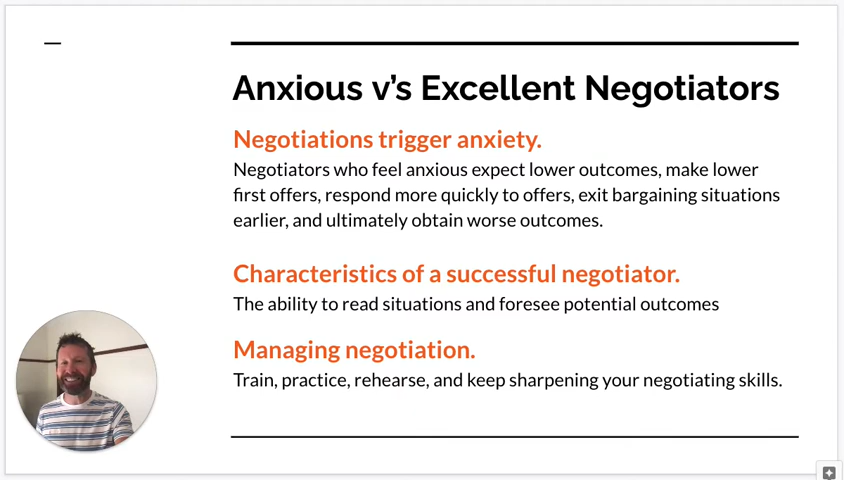 Anxious v's Excellent Negotiators
Negotiations trigger anxiety.
Negotiators who feel anxious expect lower outcomes, make lower
first offers, respond more quickly to offers, exit bargaining situations
earlier, and ultimately obtain worse outcomes.
Characteristics of a successful negotiator.
The ability to read situations and foresee potential outcomes
Managing negotiation.
Train, practice, rehearse, and keep sharpening your negotiating skills.